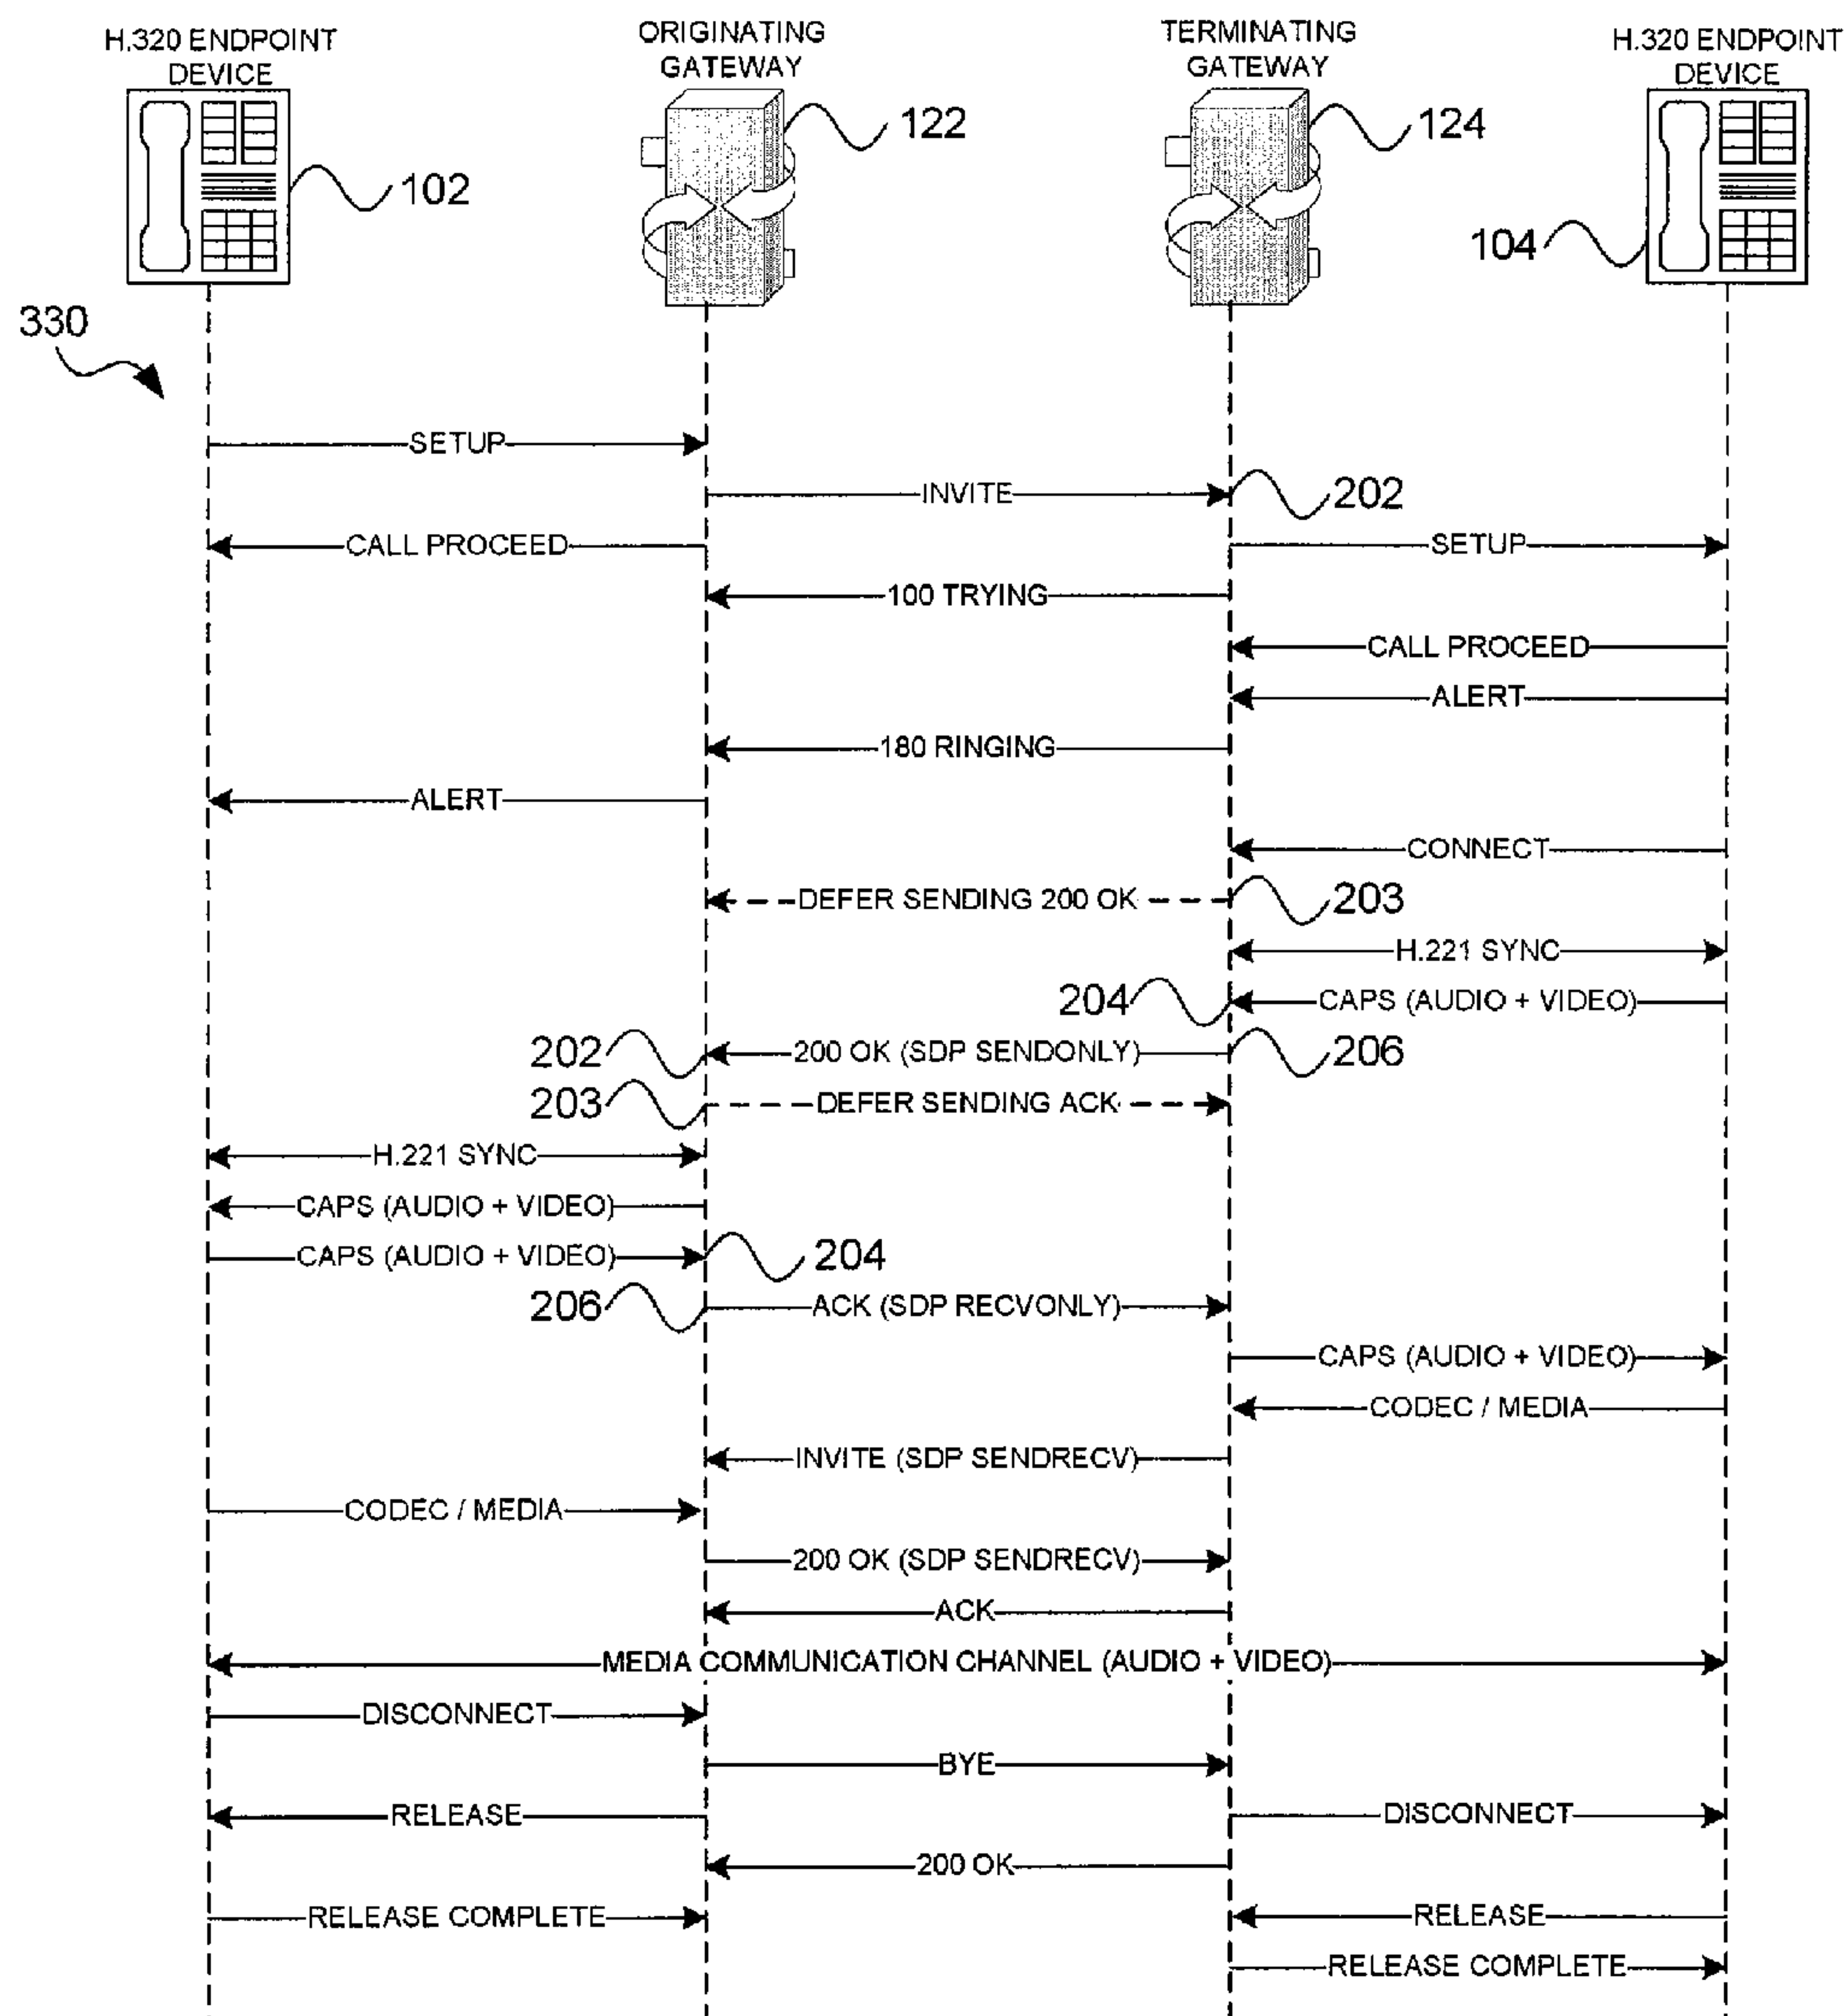 H.320 ENDPOINT
DEVICE
ORIGINATING
GATEWAY
TERMINATING
GATEWAY
H.320 ENDPOINT
DEVICE
102
122
124
104
330
SETUP
INVITE
202
CALL PROCEED
SETUP
100 TRYING
CALL PROCEED
ALERT
180 RINGING
ALERT
CONNECT
DEFER SENDING 200 OK
203
H.221 SYNC
204
CAPS (AUDIO + VIDEO)
202
200 OK (SDP SENDONLY)
206
203
DEFER SENDING ACK
H.221 SYNC
CAPS (AUDIO + VIDEO)
CAPS (AUDIO + VIDEO)
204
206
ACK (SDP RECVONLY)
CAPS (AUDIO + VIDEO)
CODEC / MEDIA
INVITE (SDP SENDRECV)
CODEC / MEDIA
200 OK (SDP SENDRECV)
ACK
MEDIA COMMUNICATION CHANNEL (AUDIO + VIDEO)
DISCONNECT
BYE
RELEASE
DISCONNECT
200 OK
RELEASE COMPLETE
RELEASE
RELEASE COMPLETE